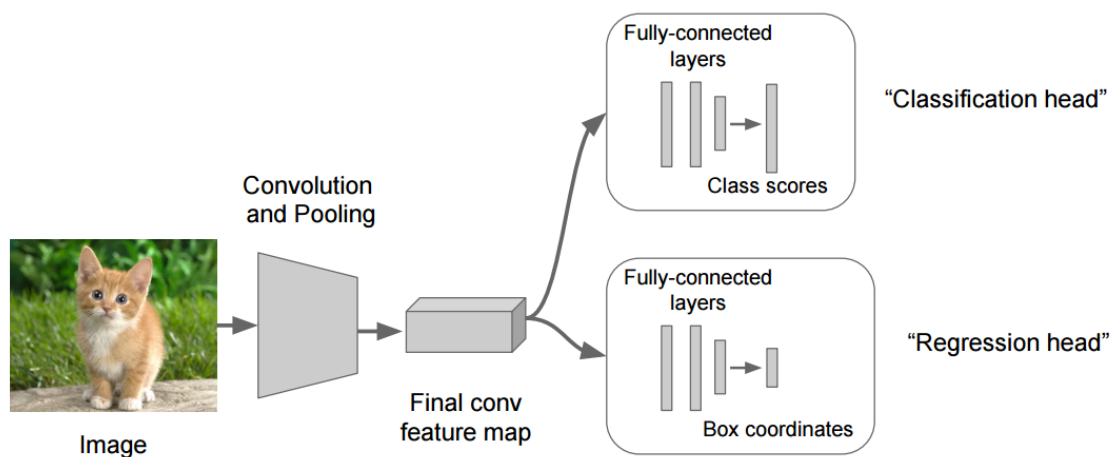 Fully-connected
layers
Class scores
“Classification head”
Convolution
and Pooling
Image
Final conv
feature map
Fully-connected
layers
Box coordinates
“Regression head”